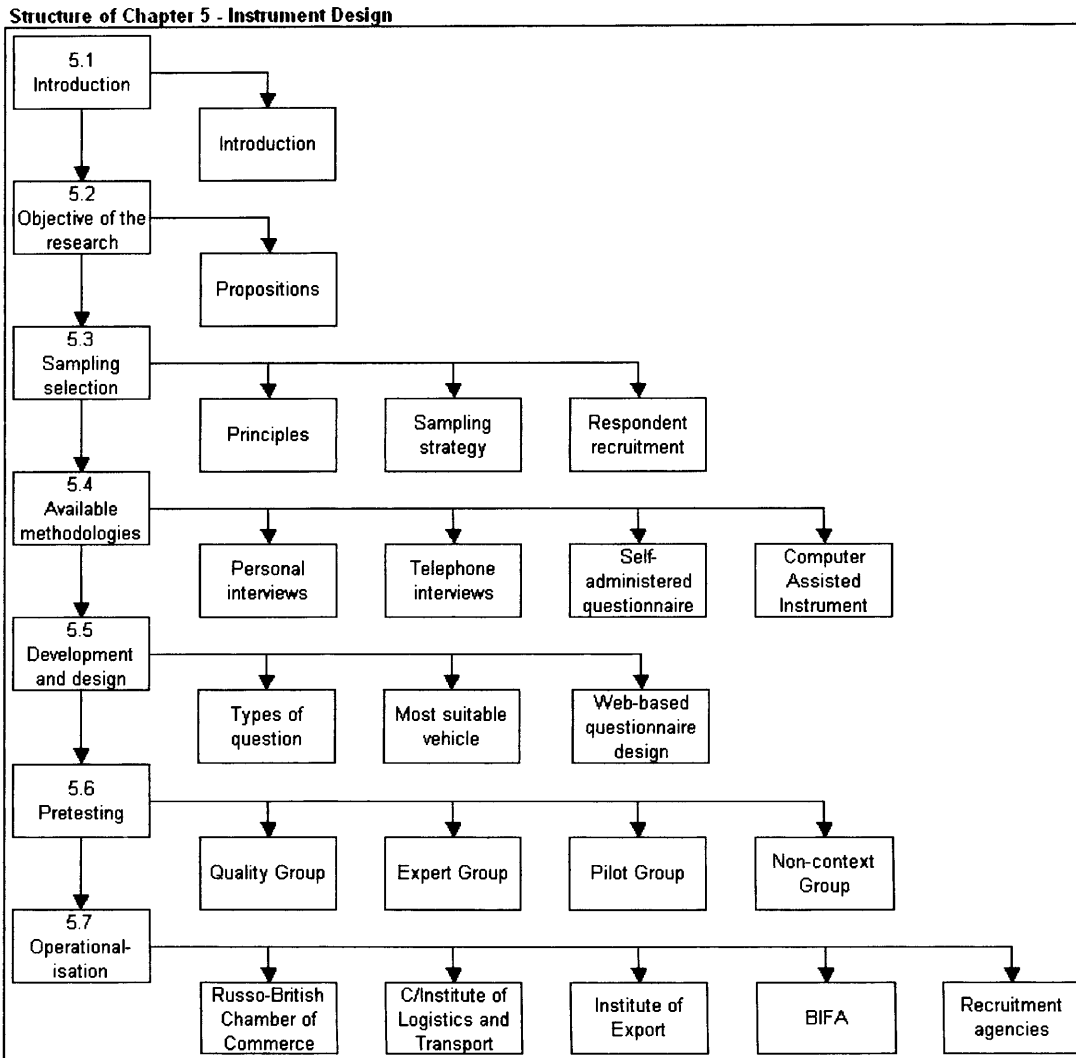 Structure of Chapter 5 - Instrument Design
5.1
Introduction
Introduction
5.2
Objective of the
research
Propositions
5.3
Sampling
selection
Principles
Sampling
strategy
Respondent
recruitment
5.4
Available
methodologies
Personal
interviews
Telephone
interviews
Self-
administered
questionnaire
Computer
Assisted
Instrument
5.5
Development
and design
Types of
question
Most suitable
vehicle
Web-based
questionnaire
design
5.6
Pretesting
Quality Group
Expert Group
Pilot Group
Non-context
Group
5.7
Operational-
isation
Russo-British
Chamber of
Commerce
C/Institute of
Logistics and
Transport
Institute of
Export
BIFA
Recruitment
agencies